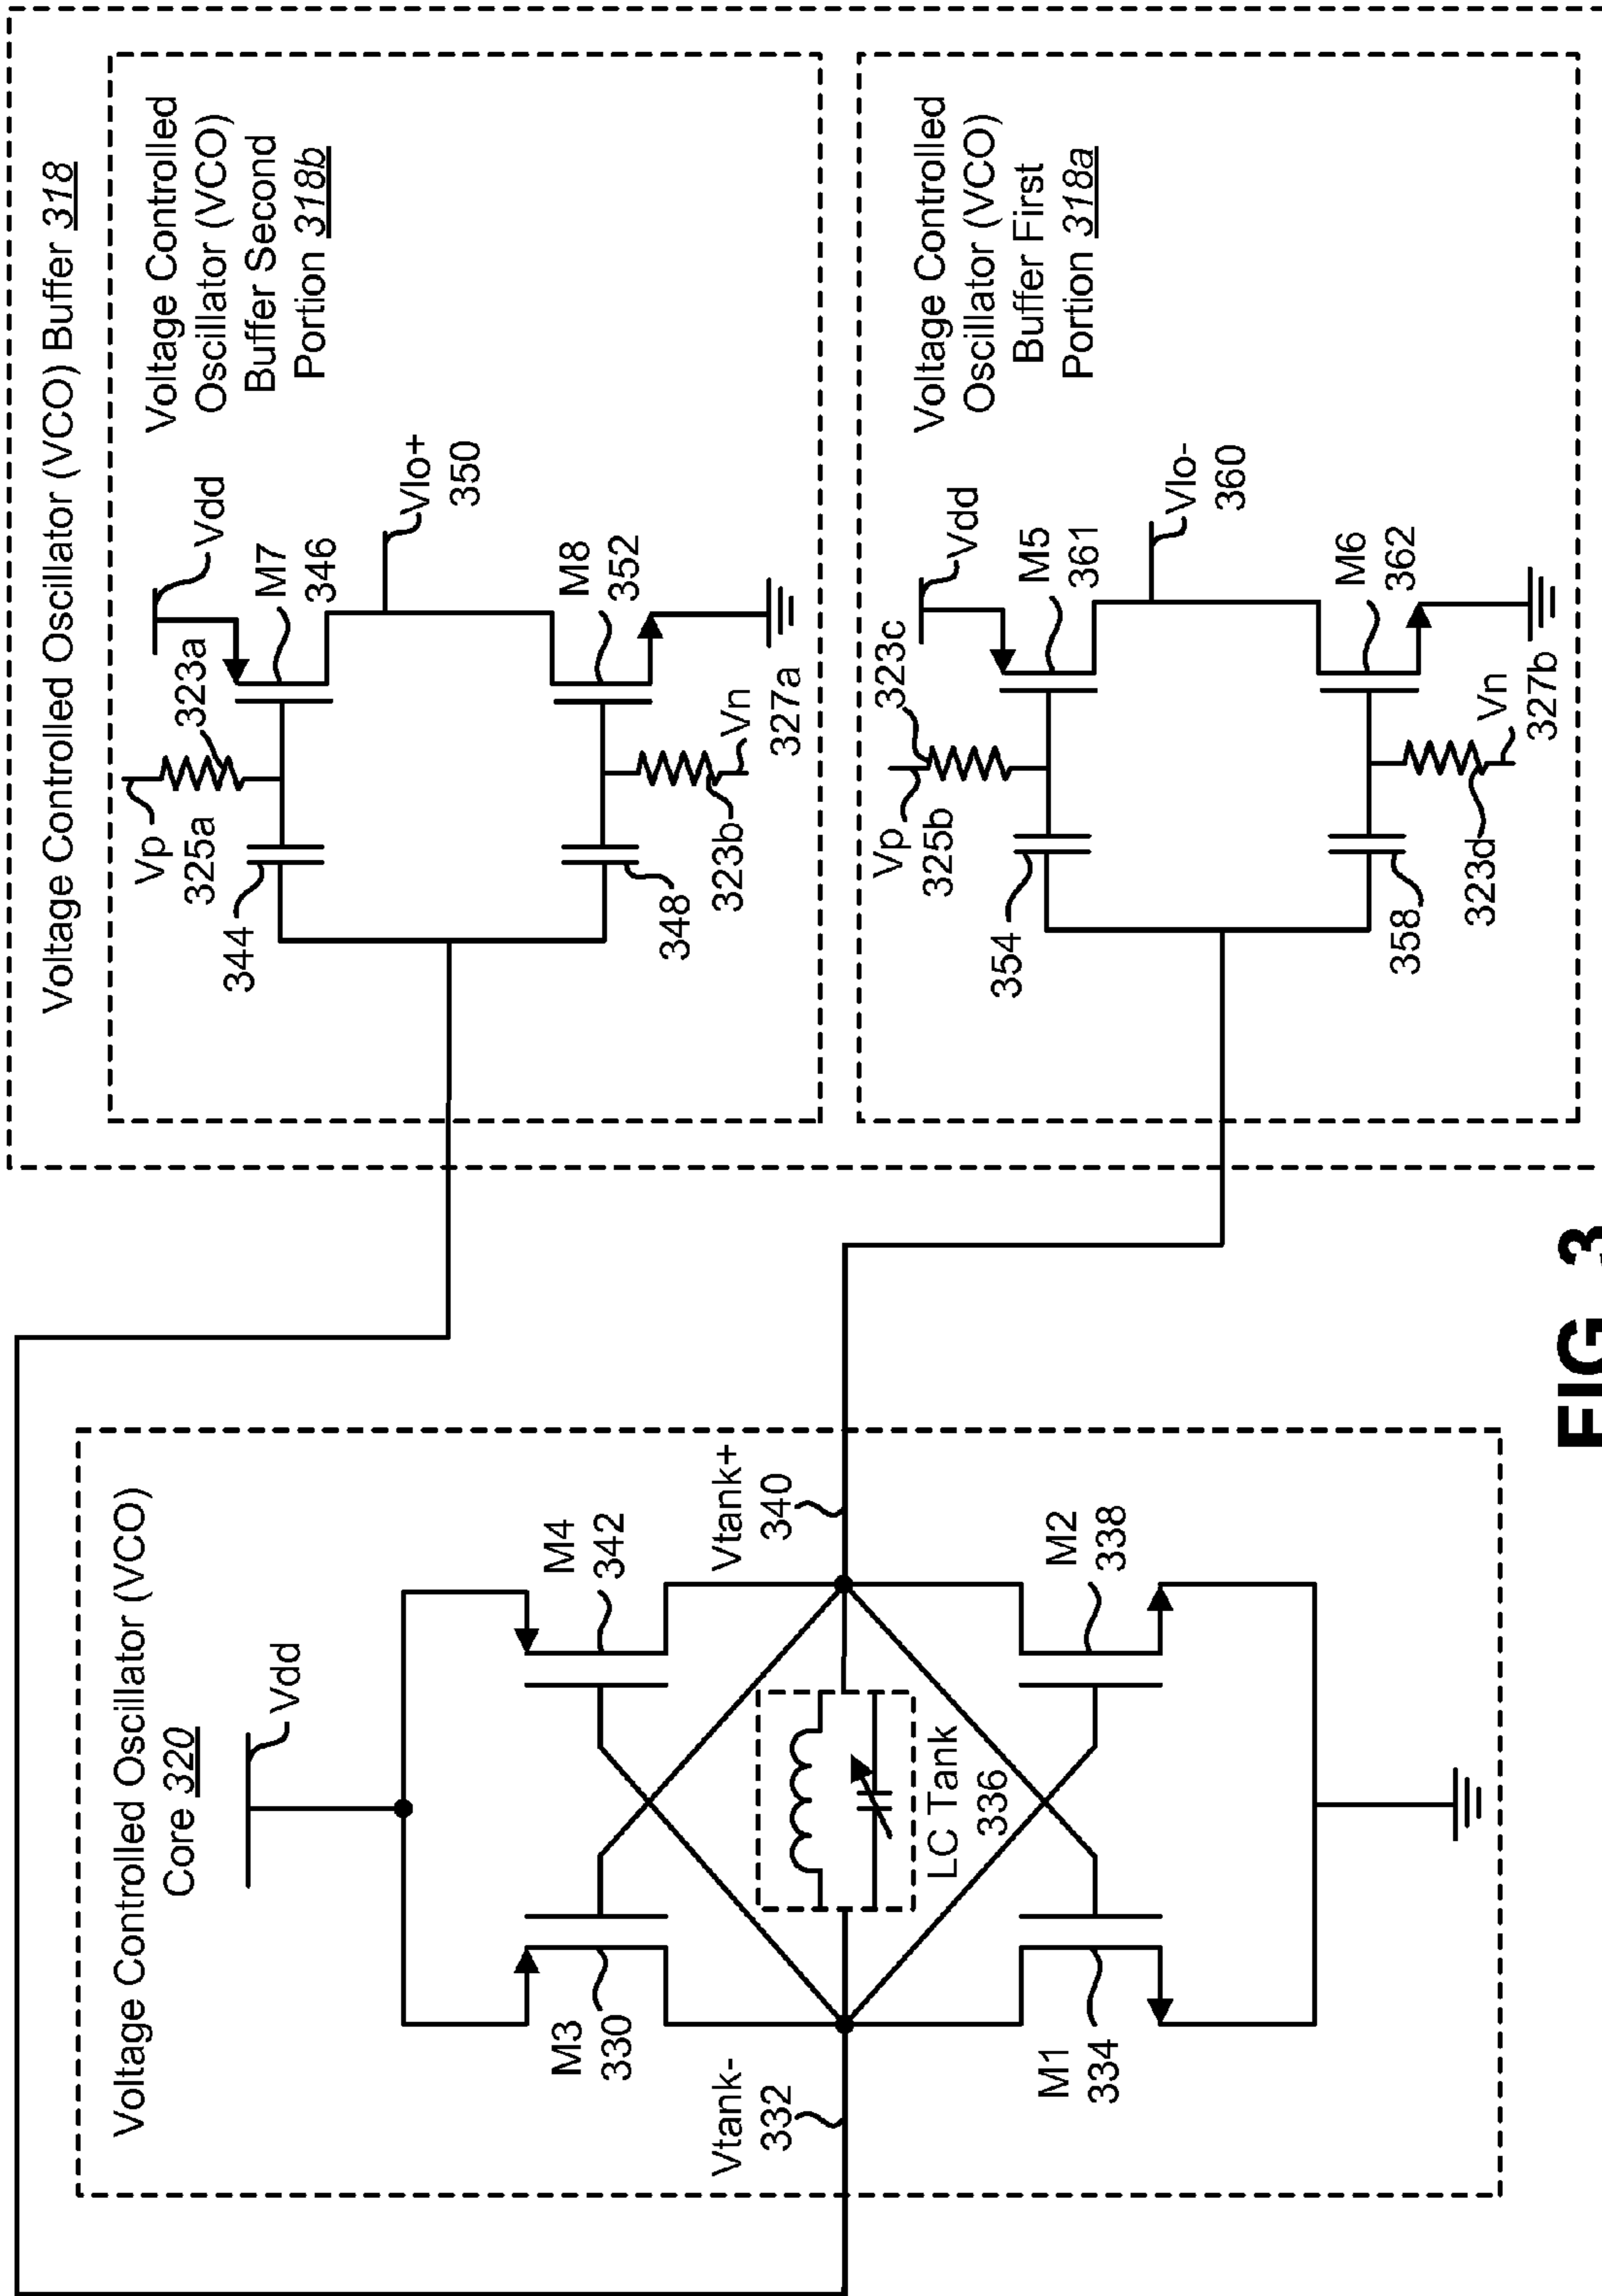 Voltage Controlled Oscillator (VCO)
Core 320
Vdd
M3
330
M4
342
Vtank-
332
Vtank+
340
LC Tank
336
M1
334
M2
338
Voltage Controlled Oscillator (VCO) Buffer 318
Voltage Controlled
Oscillator (VCO)
Buffer Second
Portion 318b
Vp
325a
323a
Vdd
M7
346
344
Vlo+
350
M8
352
348
323b
Vn
327a
Voltage Controlled
Oscillator (VCO)
Buffer First
Portion 318a
Vp
325b
323c
Vdd
M5
361
354
Vlo-
360
M6
362
358
323d
Vn
327b
FIG. 3